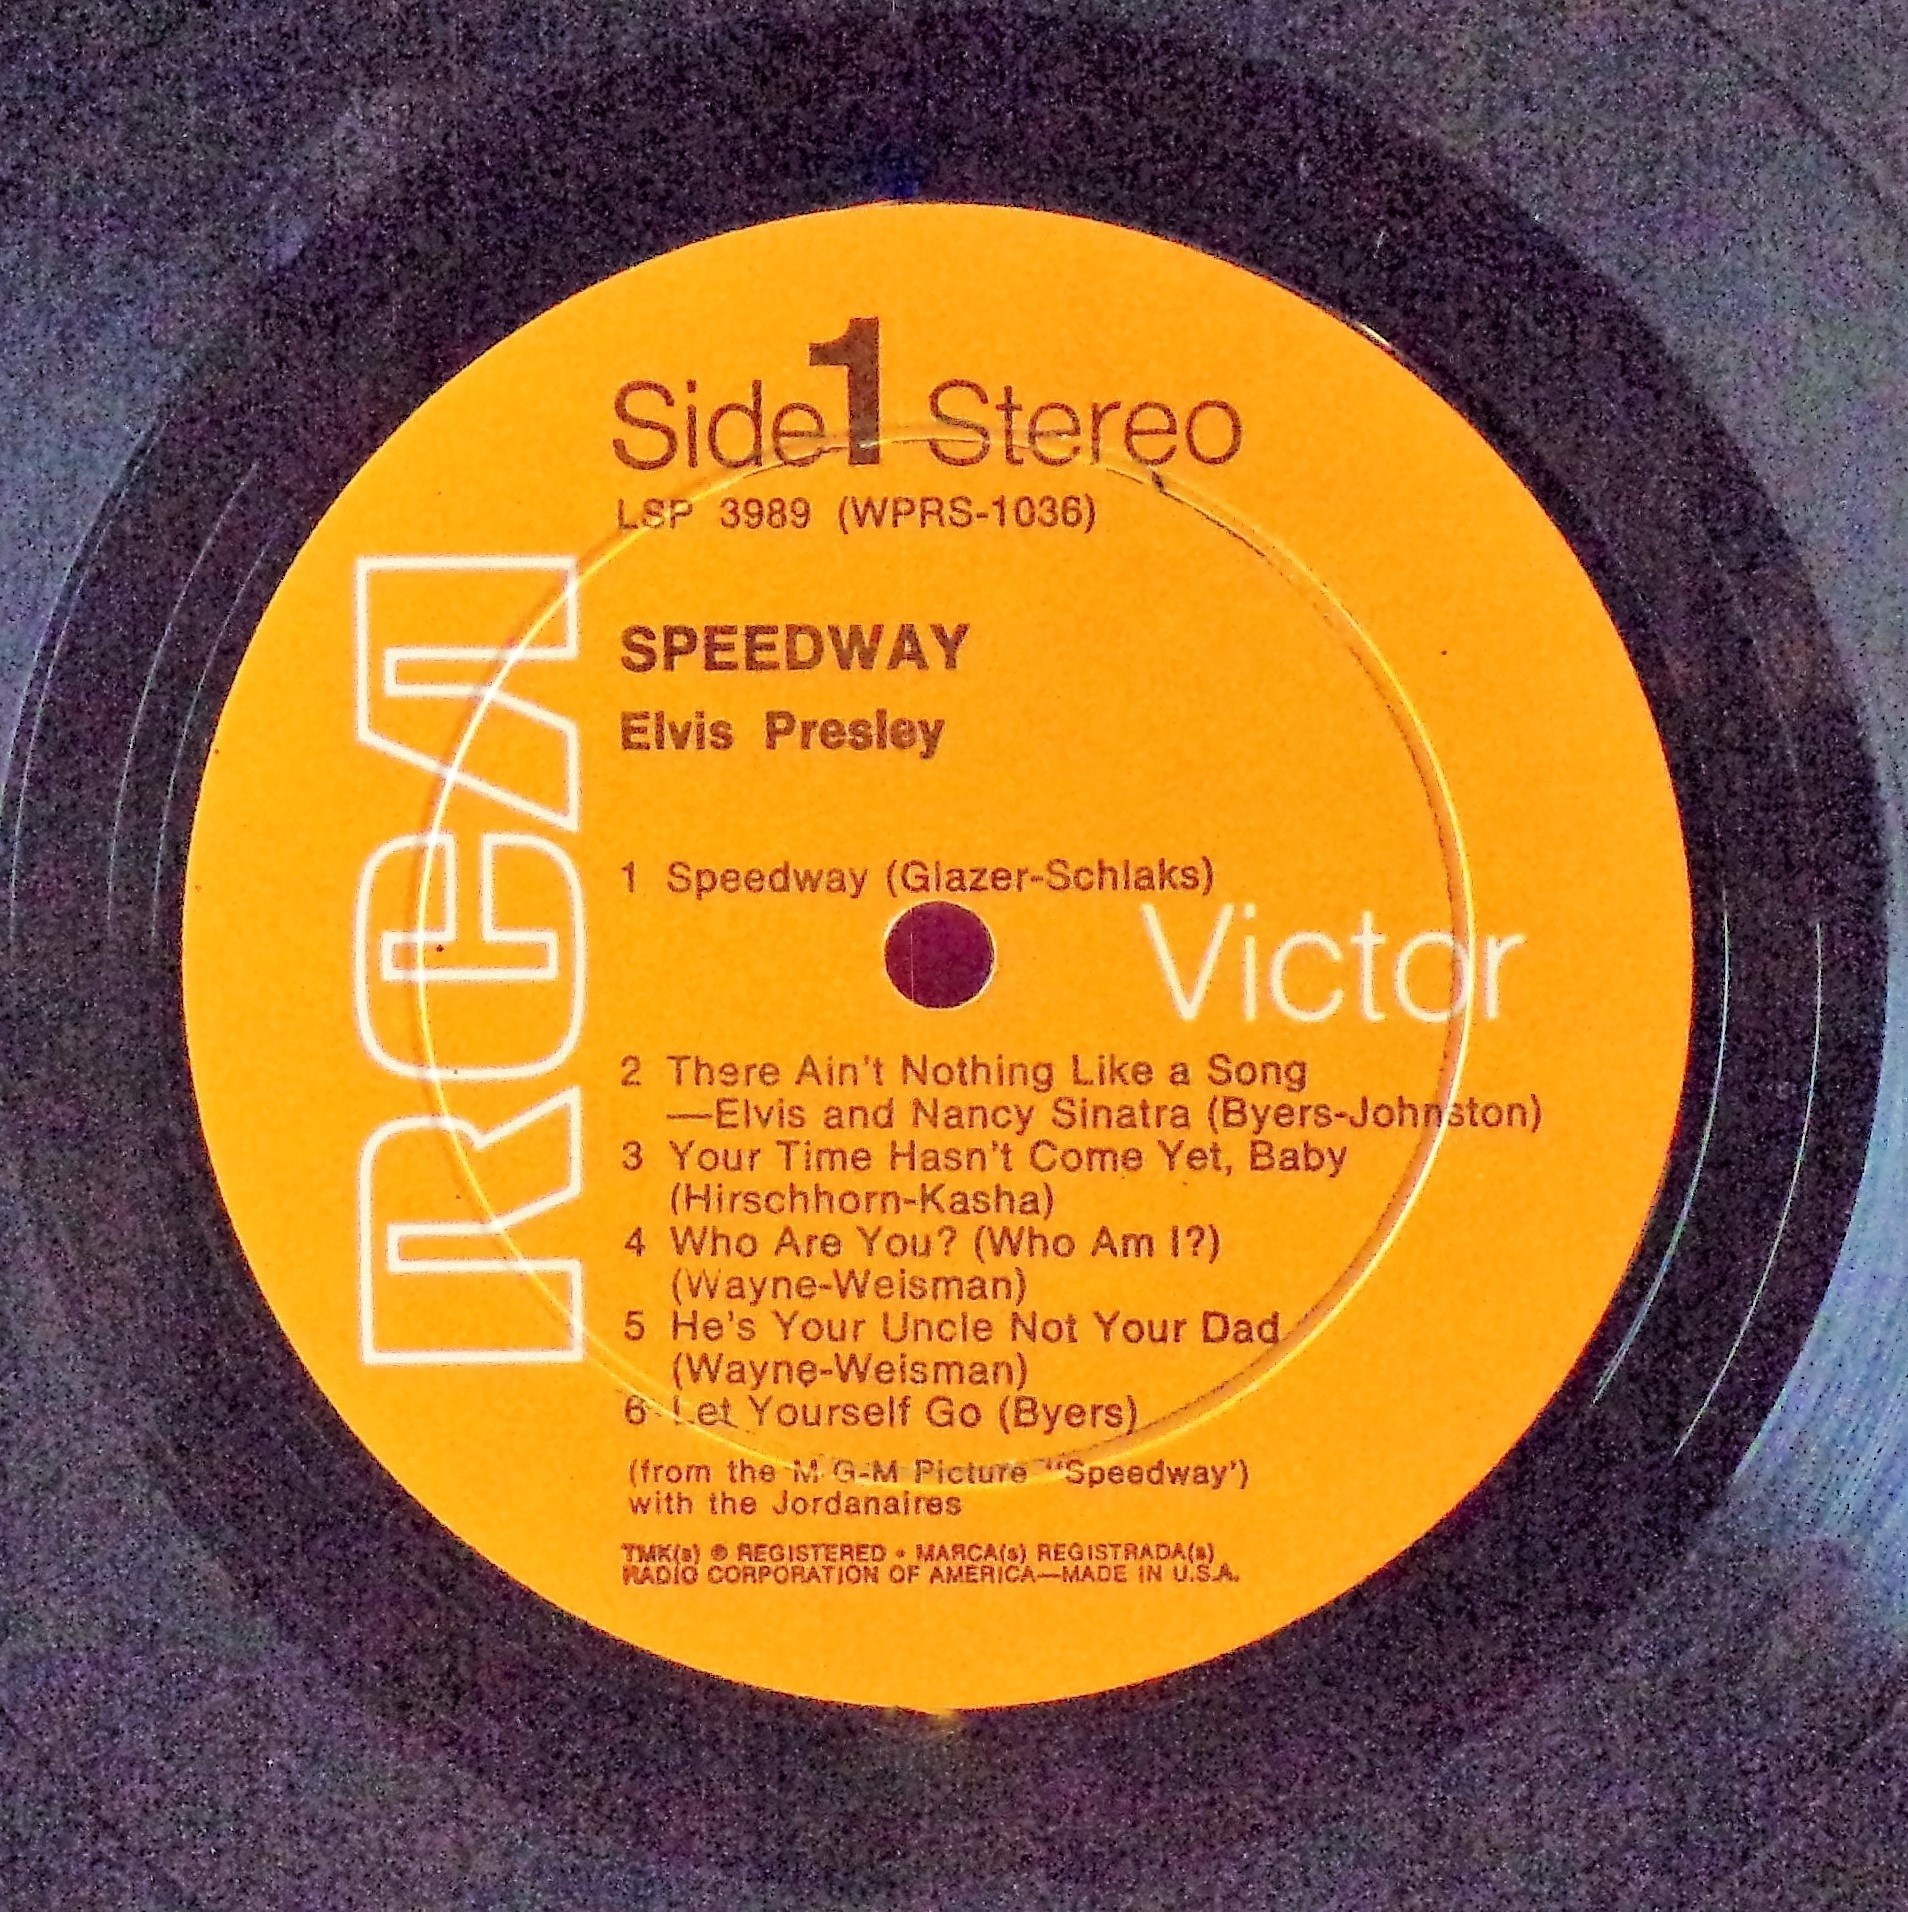 Side 1 Stereo
LSP 3989 (WPRS-1036)
RCA
SPEEDWAY
Elvis Presley
1 Speedway (Glazer-Schlaks)
Victor
2 There Ain't Nothing Like a Song
—Elvis and Nancy Sinatra (Byers-Johnston)
3 Your Time Hasn't Come Yet, Baby
(Hirschhorn-Kasha)
4 Who Are You? (Who Am I?)
(Wayne-Weisman)
5 He's Your Uncle Not Your Dad
(Wayne-Weisman)
6 Let Yourself Go (Byers)
(from the M-G-M Picture "Speedway')
with the Jordanaires
TMK(s) ® REGISTERED • MARCA(s) REGISTRADA(s)
RADIO CORPORATION OF AMERICA—MADE IN U.S.A.